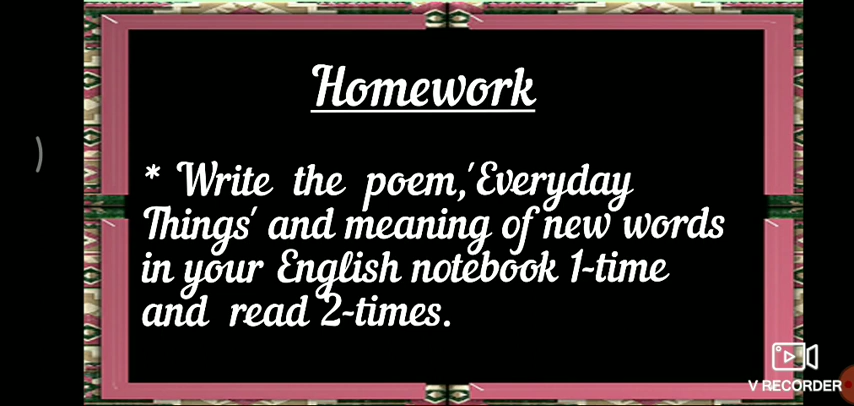 Homework
* Write the poem,'Everyday
Things' and meaning of new words
in your English notebook 1-time
and read 2-times.
V RECORDER